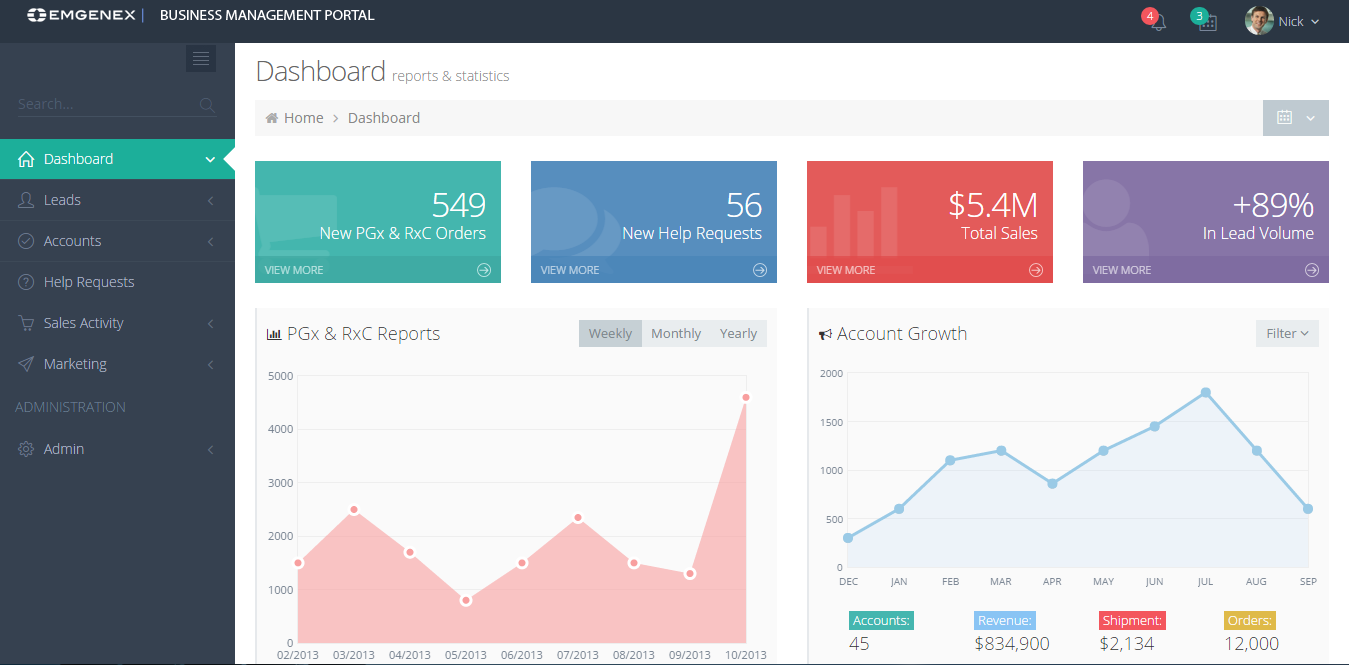 EMGENEX | BUSINESS MANAGEMENT PORTAL
4
3
Nick
Search...
Dashboard
Leads
Accounts
Help Requests
Sales Activity
Marketing
ADMINISTRATION
Admin
Dashboard reports & statistics
Home > Dashboard
549
New PGx & RxC Orders
VIEW MORE
56
New Help Requests
VIEW MORE
$5.4M
Total Sales
VIEW MORE
+89%
In Lead Volume
VIEW MORE
PGx & RxC Reports
Weekly Monthly Yearly
5000
4000
3000
2000
1000
0
02/2013 03/2013 04/2013 05/2013 06/2013 07/2013 08/2013 09/2013 10/2013
Account Growth
Filter
2000
1500
1000
500
0
DEC JAN FEB MAR APR MAY JUN JUL AUG SEP
Accounts: Revenue: Shipment: Orders:
45 $834,900 $2,134 12,000